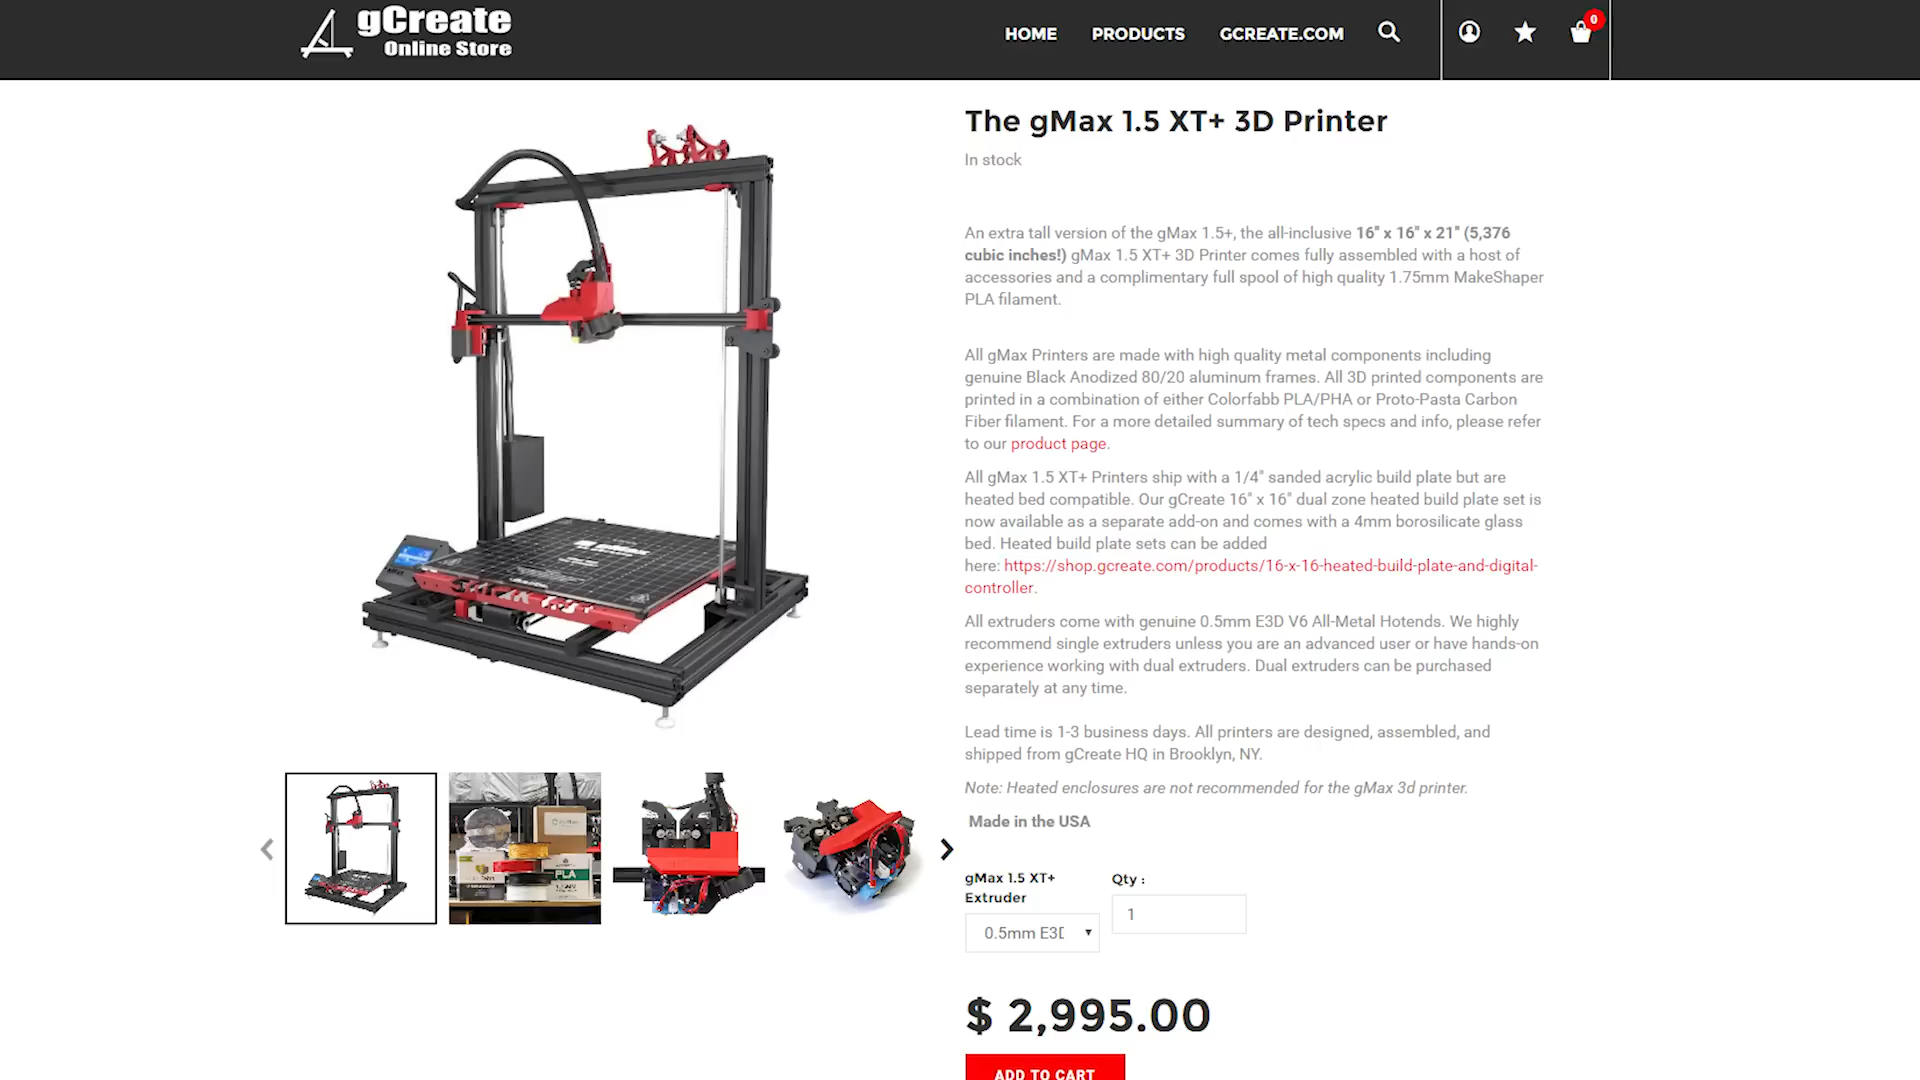 gCreate
Online Store
HOME
PRODUCTS
GCREATE.COM
0
The gMax 1.5 XT+ 3D Printer
In stock
An extra tall version of the gMax 1.5+, the all-inclusive 16" x 16" x 21" (5,376
cubic inches!) gMax 1.5 XT+ 3D Printer comes fully assembled with a host of
accessories and a complimentary full spool of high quality 1.75mm MakeShaper
PLA filament.
All gMax Printers are made with high quality metal components including
genuine Black Anodized 80/20 aluminum frames. All 3D printed components are
printed in a combination of either Colorfabb PLA/PHA or Proto-Pasta Carbon
Fiber filament. For a more detailed summary of tech specs and info, please refer
to our product page.
All gMax 1.5 XT+ Printers ship with a 1/4" sanded acrylic build plate but are
heated bed compatible. Our gCreate 16" x 16" dual zone heated build plate set is
now available as a separate add-on and comes with a 4mm borosilicate glass
bed. Heated build plate sets can be added
here: https://shop.gcreate.com/products/16-x-16-heated-build-plate-and-digital-
controller.
All extruders come with genuine 0.5mm E3D V6 All-Metal Hotends. We highly
recommend single extruders unless you are an advanced user or have hands-on
experience working with dual extruders. Dual extruders can be purchased
separately at any time.
Lead time is 1-3 business days. All printers are designed, assembled, and
shipped from gCreate HQ in Brooklyn, NY.
Note: Heated enclosures are not recommended for the gMax 3d printer.
Made in the USA
gMax 1.5 XT+
Extruder
Qty :
0.5mm E3D
1
$ 2,995.00
ADD TO CART
gMax
PLA